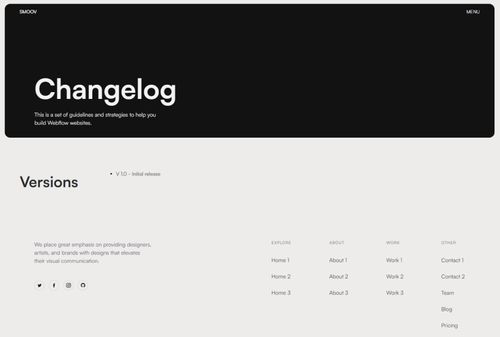 SMOOV
MENU
Changelog
This is a set of guidelines and strategies to help you
build Webflow websites.
Versions
V 1.0 - Initial release
We place great emphasis on providing designers,
artists, and brands with designs that elevates
their visual communication.
EXPLORE
Home 1
Home 2
Home 3
ABOUT
About 1
About 2
About 3
WORK
Work 1
Work 2
Work 3
OTHER
Contact 1
Contact 2
Team
Blog
Pricing